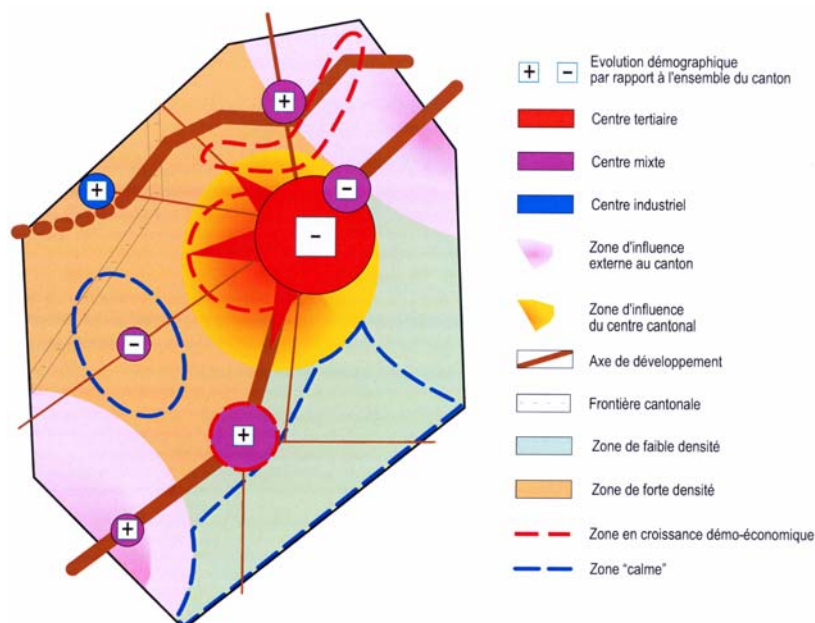 + - Evolution démographique
par rapport à l'ensemble du canton
Centre tertiaire
Centre mixte
Centre industriel
Zone d'influence
externe au canton
Zone d'influence
du centre cantonal
Axe de développement
Frontière cantonale
Zone de faible densité
Zone de forte densité
Zone en croissance démo-économique
Zone "calme"
+
-
+
-
-
+
+